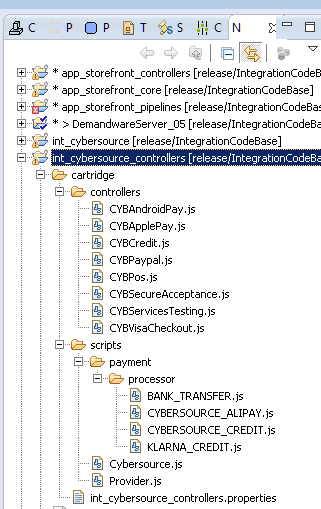 C P P S C N
* app_storefront_controllers [release/IntegrationCodeB
* app_storefront_core [release/IntegrationCodeBase]
* app_storefront_pipelines [release/IntegrationCodeBas
* > DemandwareServer_05 [release/IntegrationCodeBas
int_cybersource [release/IntegrationCodeBase]
int_cybersource_controllers [release/IntegrationCodeBa
cartridge
controllers
CYBAndroidPay.js
CYBApplePay.js
CYBCredit.js
CYBPaypal.js
CYBPos.js
CYBSecureAcceptance.js
CYBServicesTesting.js
CYBVisaCheckout.js
scripts
payment
processor
BANK_TRANSFER.js
CYBERSOURCE_ALIPAY.js
CYBERSOURCE_CREDIT.js
KLARNA_CREDIT.js
Cybersource.js
Provider.js
int_cybersource_controllers.properties